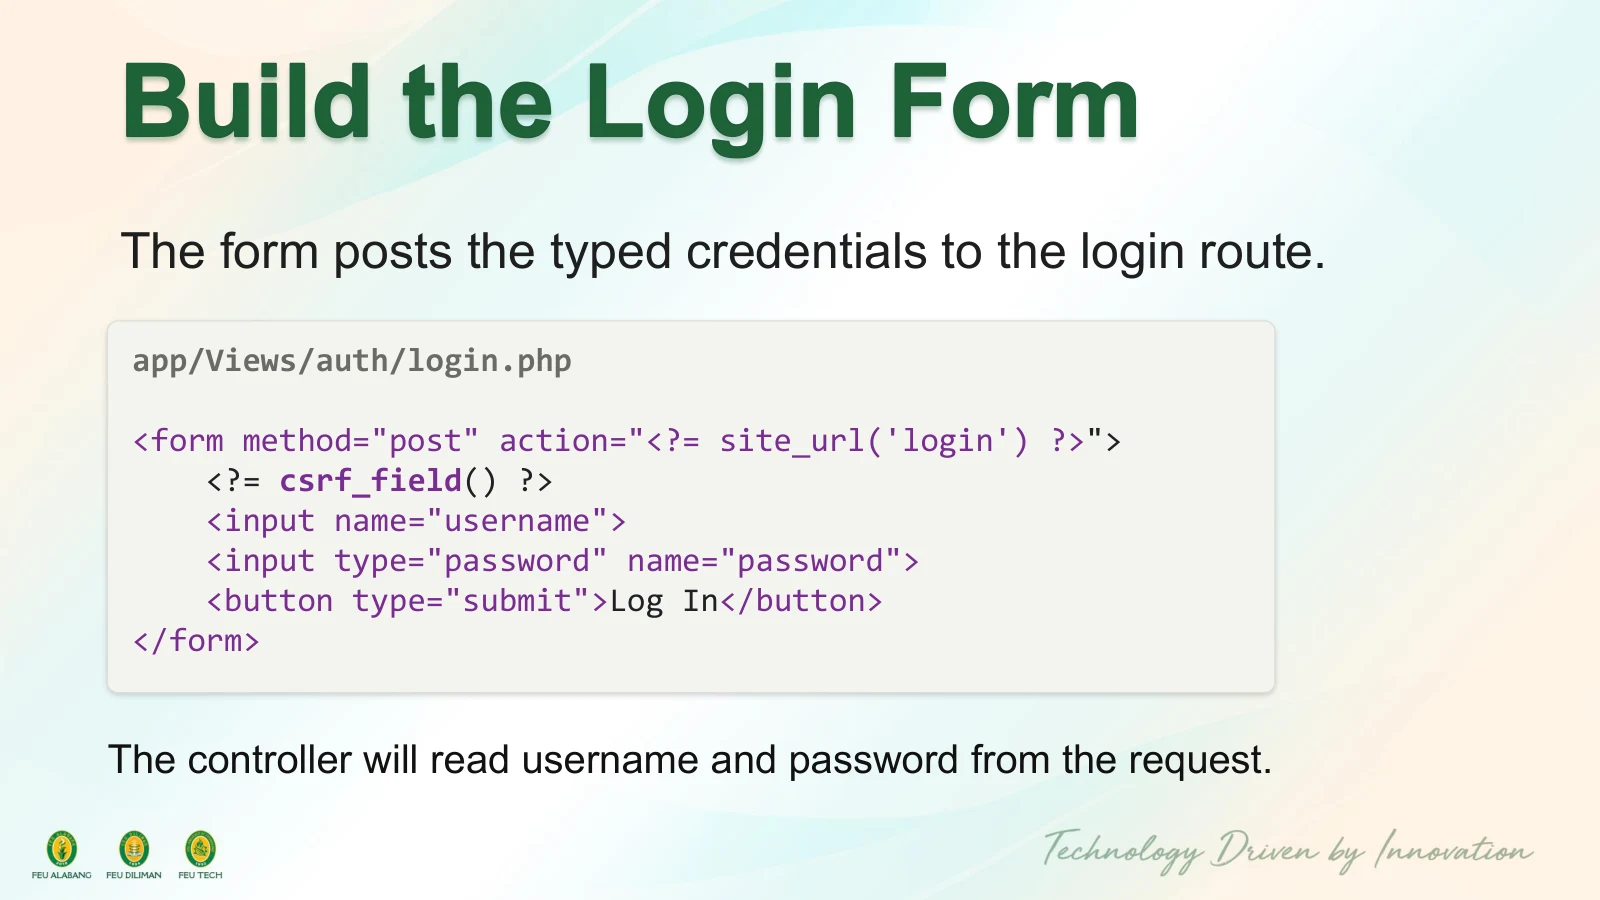 Build the Login Form
The form posts the typed credentials to the login route.
app/Views/auth/login.php
<form method="post" action="<?= site_url('login') ?>">
    <?= csrf_field() ?>
    <input name="username">
    <input type="password" name="password">
    <button type="submit">Log In</button>
</form>
The controller will read username and password from the request.
FEU ALABANG FEU DILIMAN FEU TECH
Technology Driven by Innovation